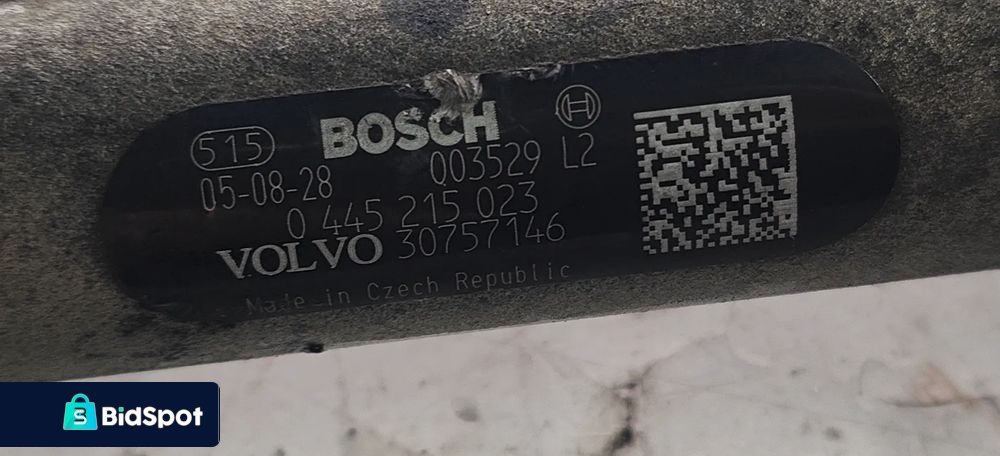 515 BOSCH
05-08-28 003529 L2
0 445 215 023
VOLVO 30757146
Made in Czech Republic
BidSpot